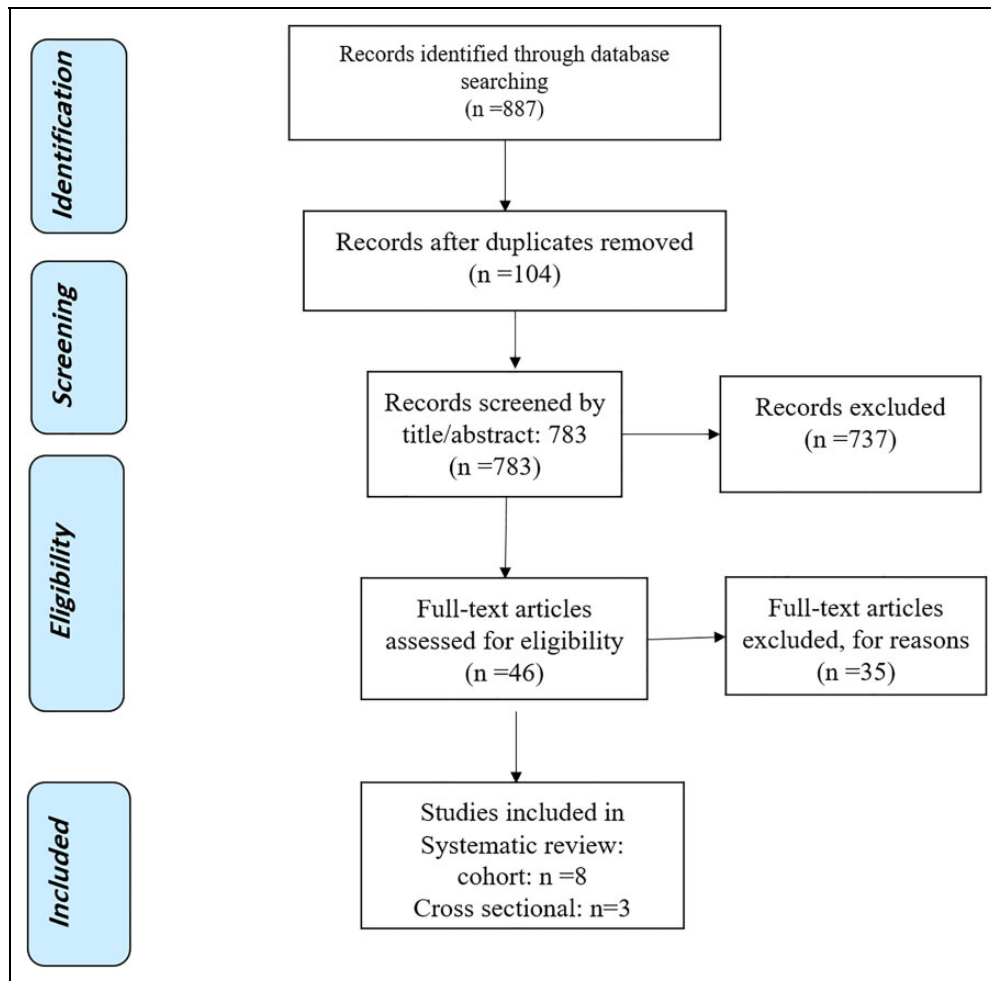 Identification
Records identified through database
searching
(n =887)
Records after duplicates removed
(n =104)
Screening
Records screened by
title/abstract: 783
(n =783)
Records excluded
(n =737)
Eligibility
Full-text articles
assessed for eligibility
(n =46)
Full-text articles
excluded, for reasons
(n =35)
Included
Studies included in
Systematic review:
cohort: n =8
Cross sectional: n=3